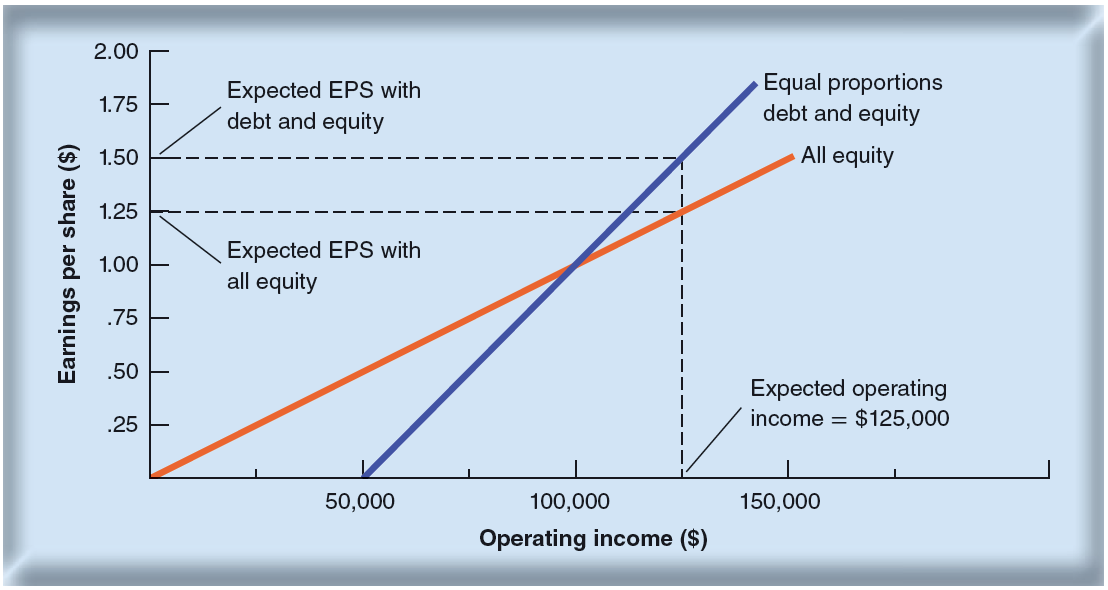 2.00
Expected EPS with
debt and equity
Equal proportions
debt and equity
1.75
All equity
1.50
1.25
Expected EPS with
all equity
1.00
.75
.50
.25
Earnings per share ($)
Expected operating
income = $125,000
50,000
100,000
150,000
Operating income ($)